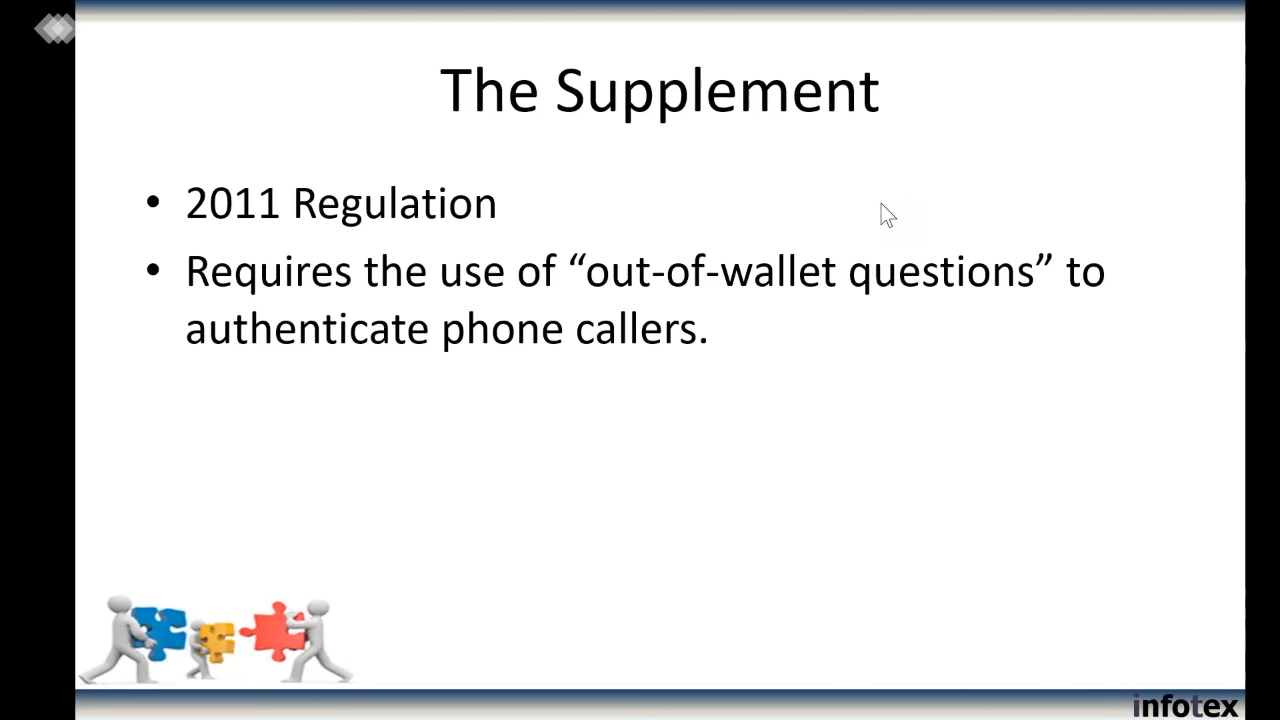 The Supplement
• 2011 Regulation
• Requires the use of “out-of-wallet questions” to
authenticate phone callers.
infotex